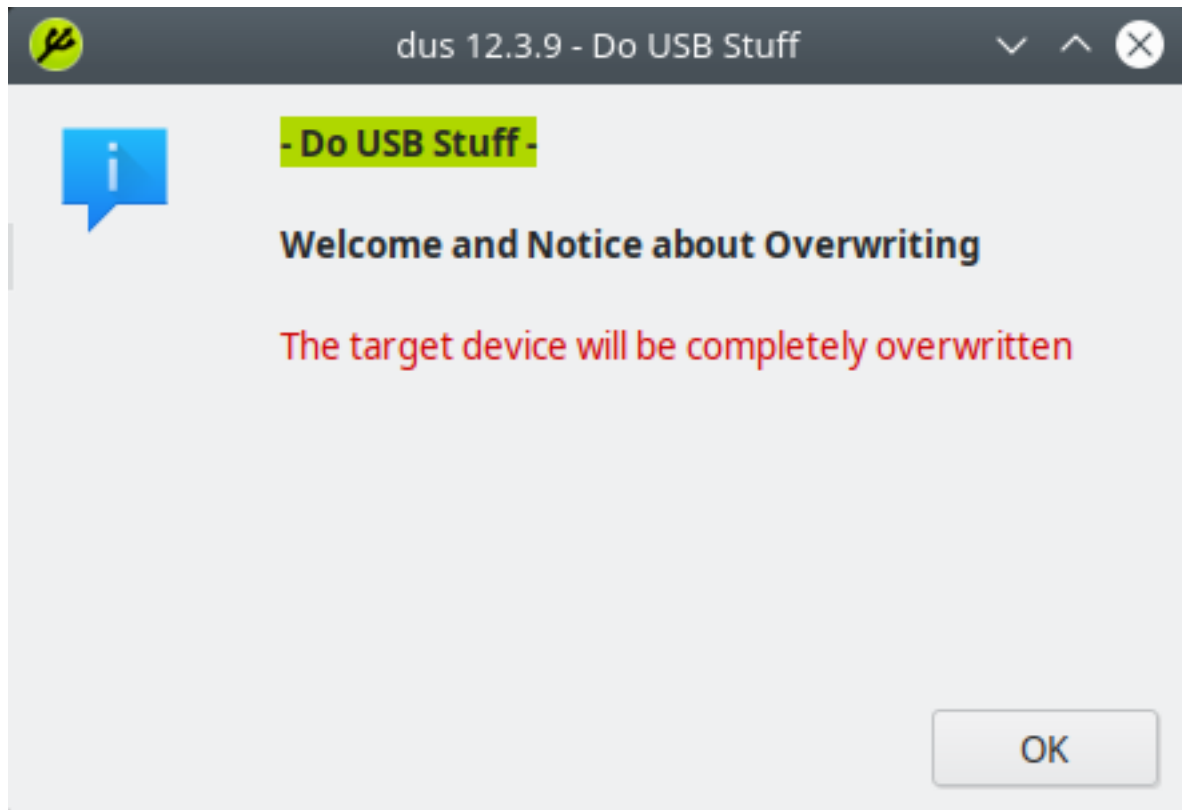 dus 12.3.9 - Do USB Stuff
- Do USB Stuff -
Welcome and Notice about Overwriting
The target device will be completely overwritten
OK